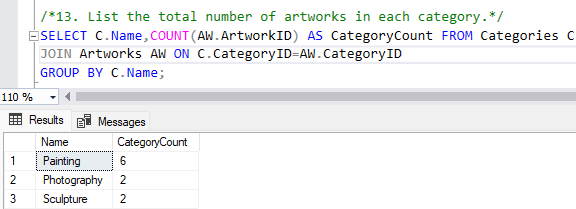 /*13. List the total number of artworks in each category.*/
SELECT C.Name,COUNT(AW.ArtworkID) AS CategoryCount FROM Categories C
JOIN Artworks AW ON C.CategoryID=AW.CategoryID
GROUP BY C.Name;
110 %
Results Messages
Name CategoryCount
1 Painting 6
2 Photography 2
3 Sculpture 2